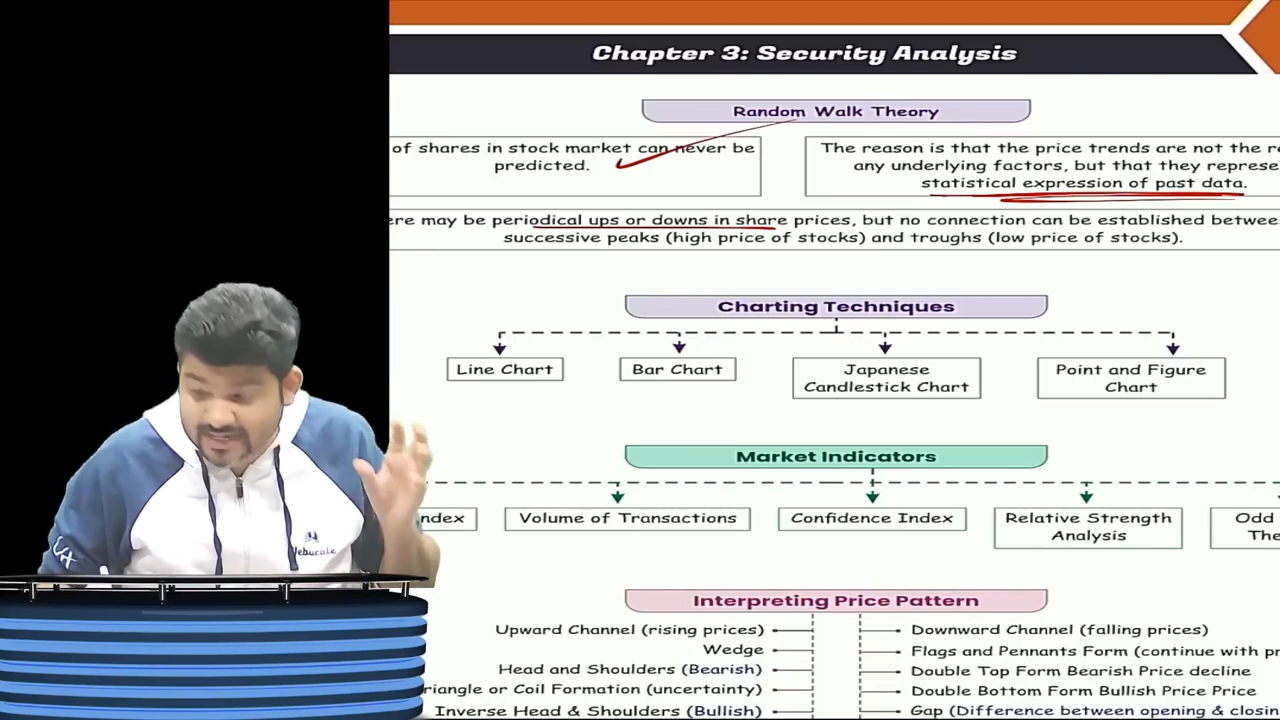 Chapter 3: Security Analysis
Random Walk Theory
of shares in stock market can never be
predicted.
The reason is that the price trends are not the re
any underlying factors, but that they represe
statistical expression of past data.
ere may be periodical ups or downs in share prices, but no connection can be established betwee
successive peaks (high price of stocks) and troughs (low price of stocks).
Charting Techniques
Line Chart
Bar Chart
Japanese
Candlestick Chart
Point and Figure
Chart
Market Indicators
ndex
Volume of Transactions
Confidence Index
Relative Strength
Analysis
Odd
The
Interpreting Price Pattern
Upward Channel (rising prices)
Wedge
Head and Shoulders (Bearish)
riangle or Coil Formation (uncertainty)
Inverse Head & Shoulders (Bullish)
Downward Channel (falling prices)
Flags and Pennants Form (continue with pr
Double Top Form Bearish Price decline
Double Bottom Form Bullish Price Price
Gap (Difference between opening & closin